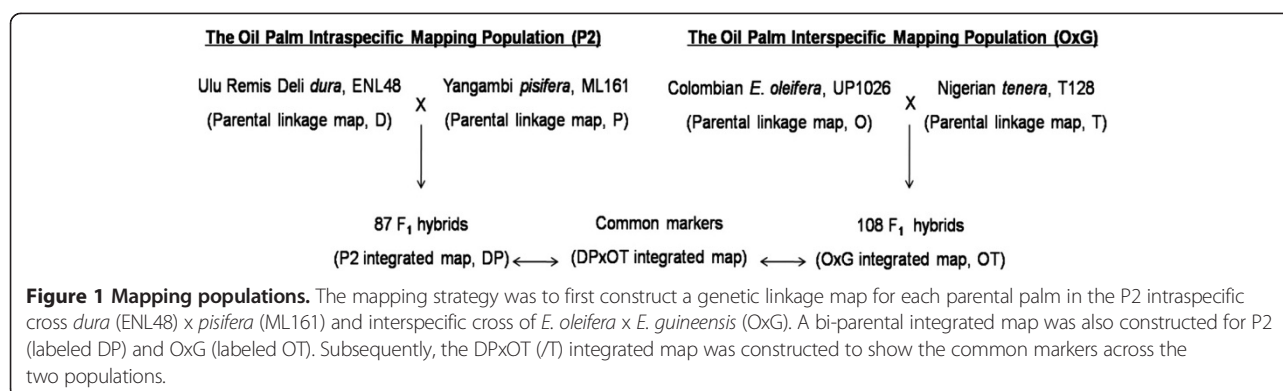 The Oil Palm Intraspecific Mapping Population (P2)
The Oil Palm Interspecific Mapping Population (OxG)
Ulu Remis Deli dura, ENL48
X
Yangambi pisifera, ML161
Colombian E. oleifera, UP1026
X
Nigerian tenera, T128
(Parental linkage map, D)
(Parental linkage map, P)
(Parental linkage map, O)
(Parental linkage map, T)
87 F1 hybrids
Common markers
108 F1 hybrids
(P2 integrated map, DP)
(DPxOT integrated map)
(OxG integrated map, OT)
Figure 1 Mapping populations. The mapping strategy was to first construct a genetic linkage map for each parental palm in the P2 intraspecific
cross dura (ENL48) x pisifera (ML161) and interspecific cross of E. oleifera x E. guineensis (OxG). A bi-parental integrated map was also constructed for P2
(labeled DP) and OxG (labeled OT). Subsequently, the DPxOT (/T) integrated map was constructed to show the common markers across the
two populations.